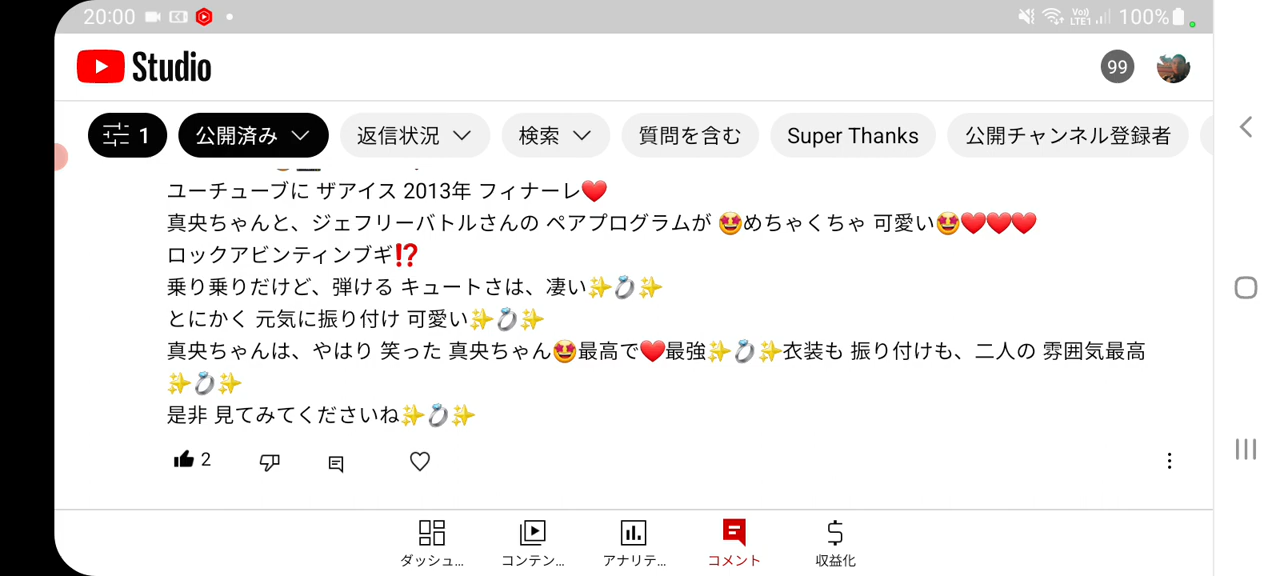 20:00
Vo)) LTE1 100%
Studio
99
1 公開済み 返信状況 検索 質問を含む Super Thanks 公開チャンネル登録者
ユーチューブに ザアイス 2013年 フィナーレ❤️
真央ちゃんと、ジェフリーバトルさんの ペアプログラムが 🤩めちゃくちゃ 可愛い🤩❤️❤️❤️
ロックアビンティンブギ⁉️
乗り乗りだけど、弾ける キュートさは、凄い✨💍✨
とにかく 元気に振り付け 可愛い✨💍✨
真央ちゃんは、やはり 笑った 真央ちゃん🤩最高で❤️最強✨💍✨衣装も 振り付けも、二人の 雰囲気最高
✨💍✨
是非 見てみてくださいね✨💍✨
2
ダッシュ... コンテン... アナリテ... コメント 収益化